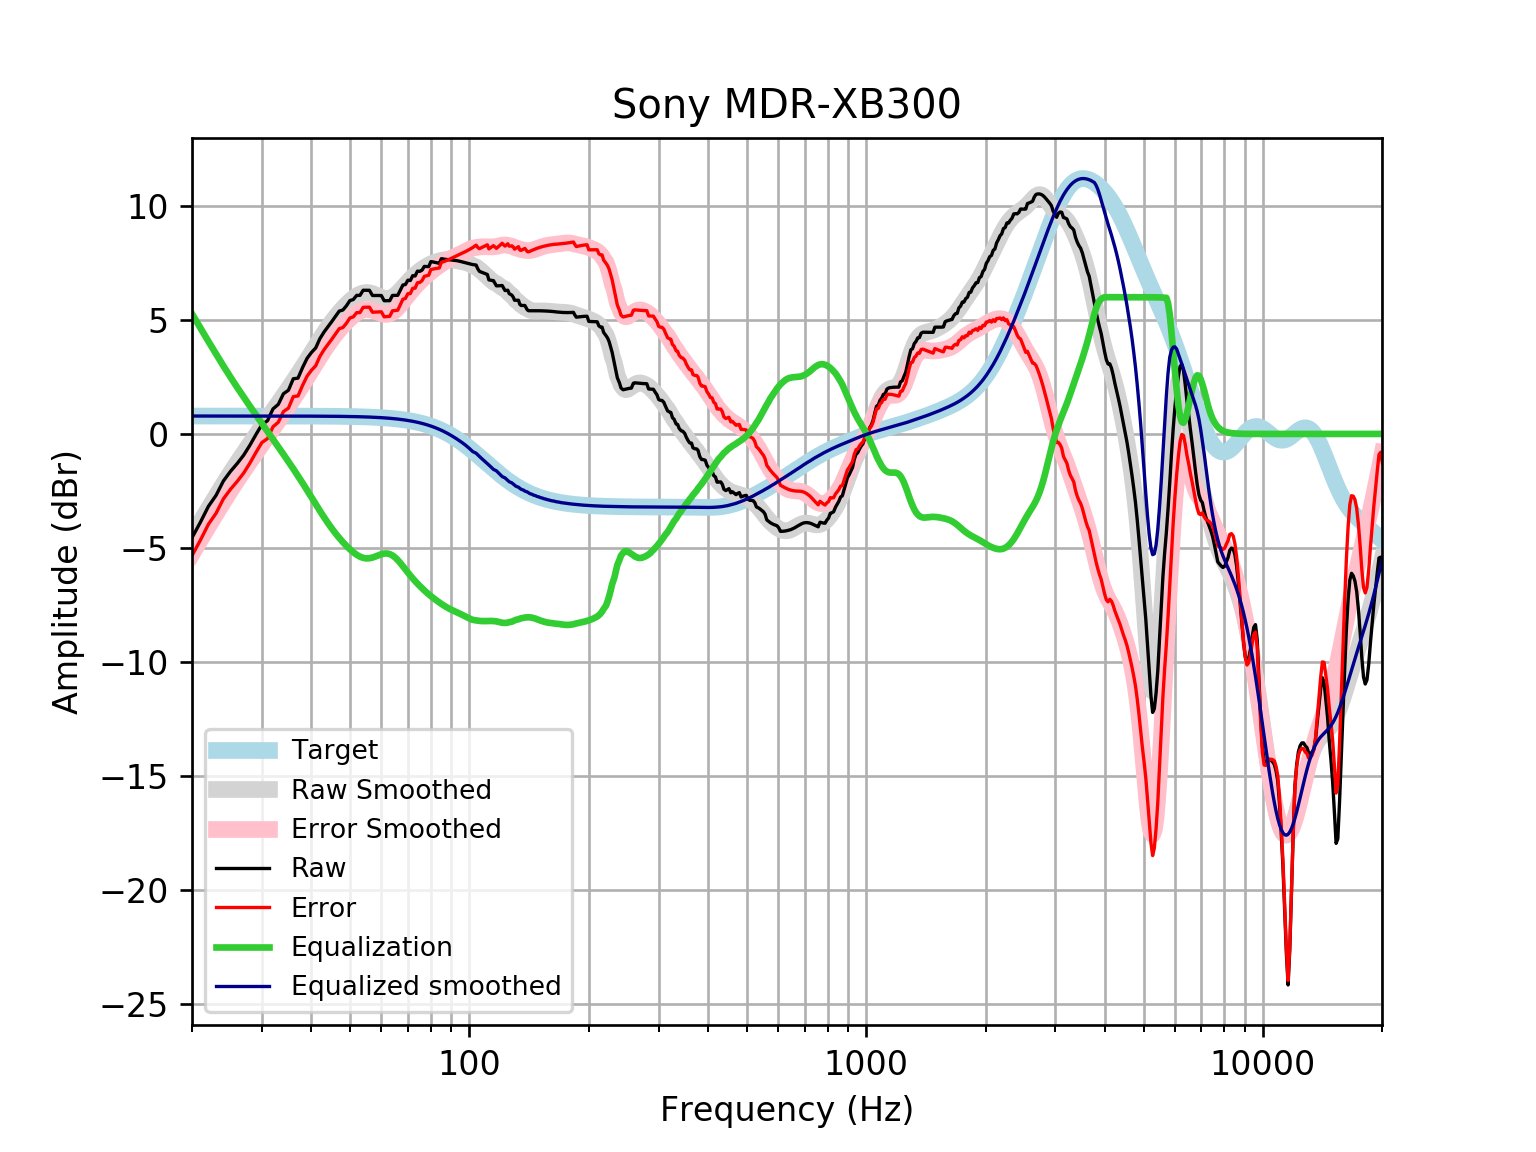 Sony MDR-XB300
Amplitude (dBr)
10
5
0
−5
−10
−15
−20
−25
Target
Raw Smoothed
Error Smoothed
Raw
Error
Equalization
Equalized smoothed
100
1000
10000
Frequency (Hz)